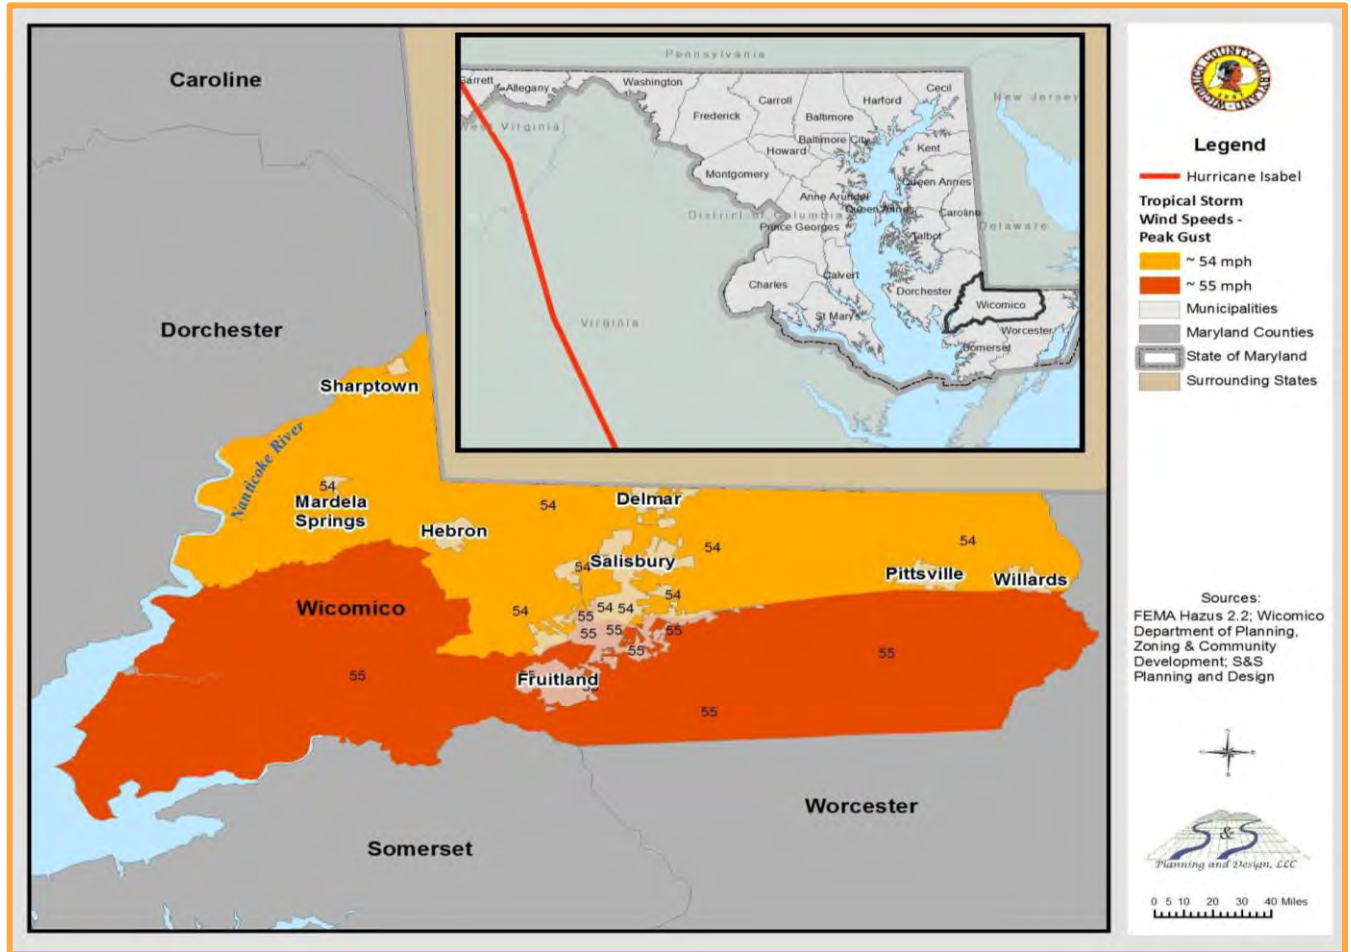 Caroline
Dorchester
Sharptown
Nanticoke River
54
Mardela
Springs
Hebron
54
Delmar
54
Salisbury
54
54
Pittsville
Willards
Wicomico
54
54
54
54
55
55
55
55
55
55
Fruitland
55
55
Worcester
Somerset
Pennsylvania
Garrett
Allegany
Washington
Frederick
Carroll
Baltimore
Harford
Cecil
New Jersey
West Virginia
Baltimore City
Howard
Kent
Montgomery
Queen Annes
Anne Arundel
Queen Annes
Caroline
District of Columbia
Prince Georges
Talbot
Delaware
Calvert
Charles
Dorchester
Wicomico
St Marys
Worcester
Somerset
Virginia
WICOMICO COUNTY, MARYLAND
1867
Legend
Hurricane Isabel
Tropical Storm
Wind Speeds -
Peak Gust
~ 54 mph
~ 55 mph
Municipalities
Maryland Counties
State of Maryland
Surrounding States
Sources:
FEMA Hazus 2.2; Wicomico
Department of Planning,
Zoning & Community
Development; S&S
Planning and Design
S & S
Planning and Design, LLC
0 5 10 20 30 40 Miles